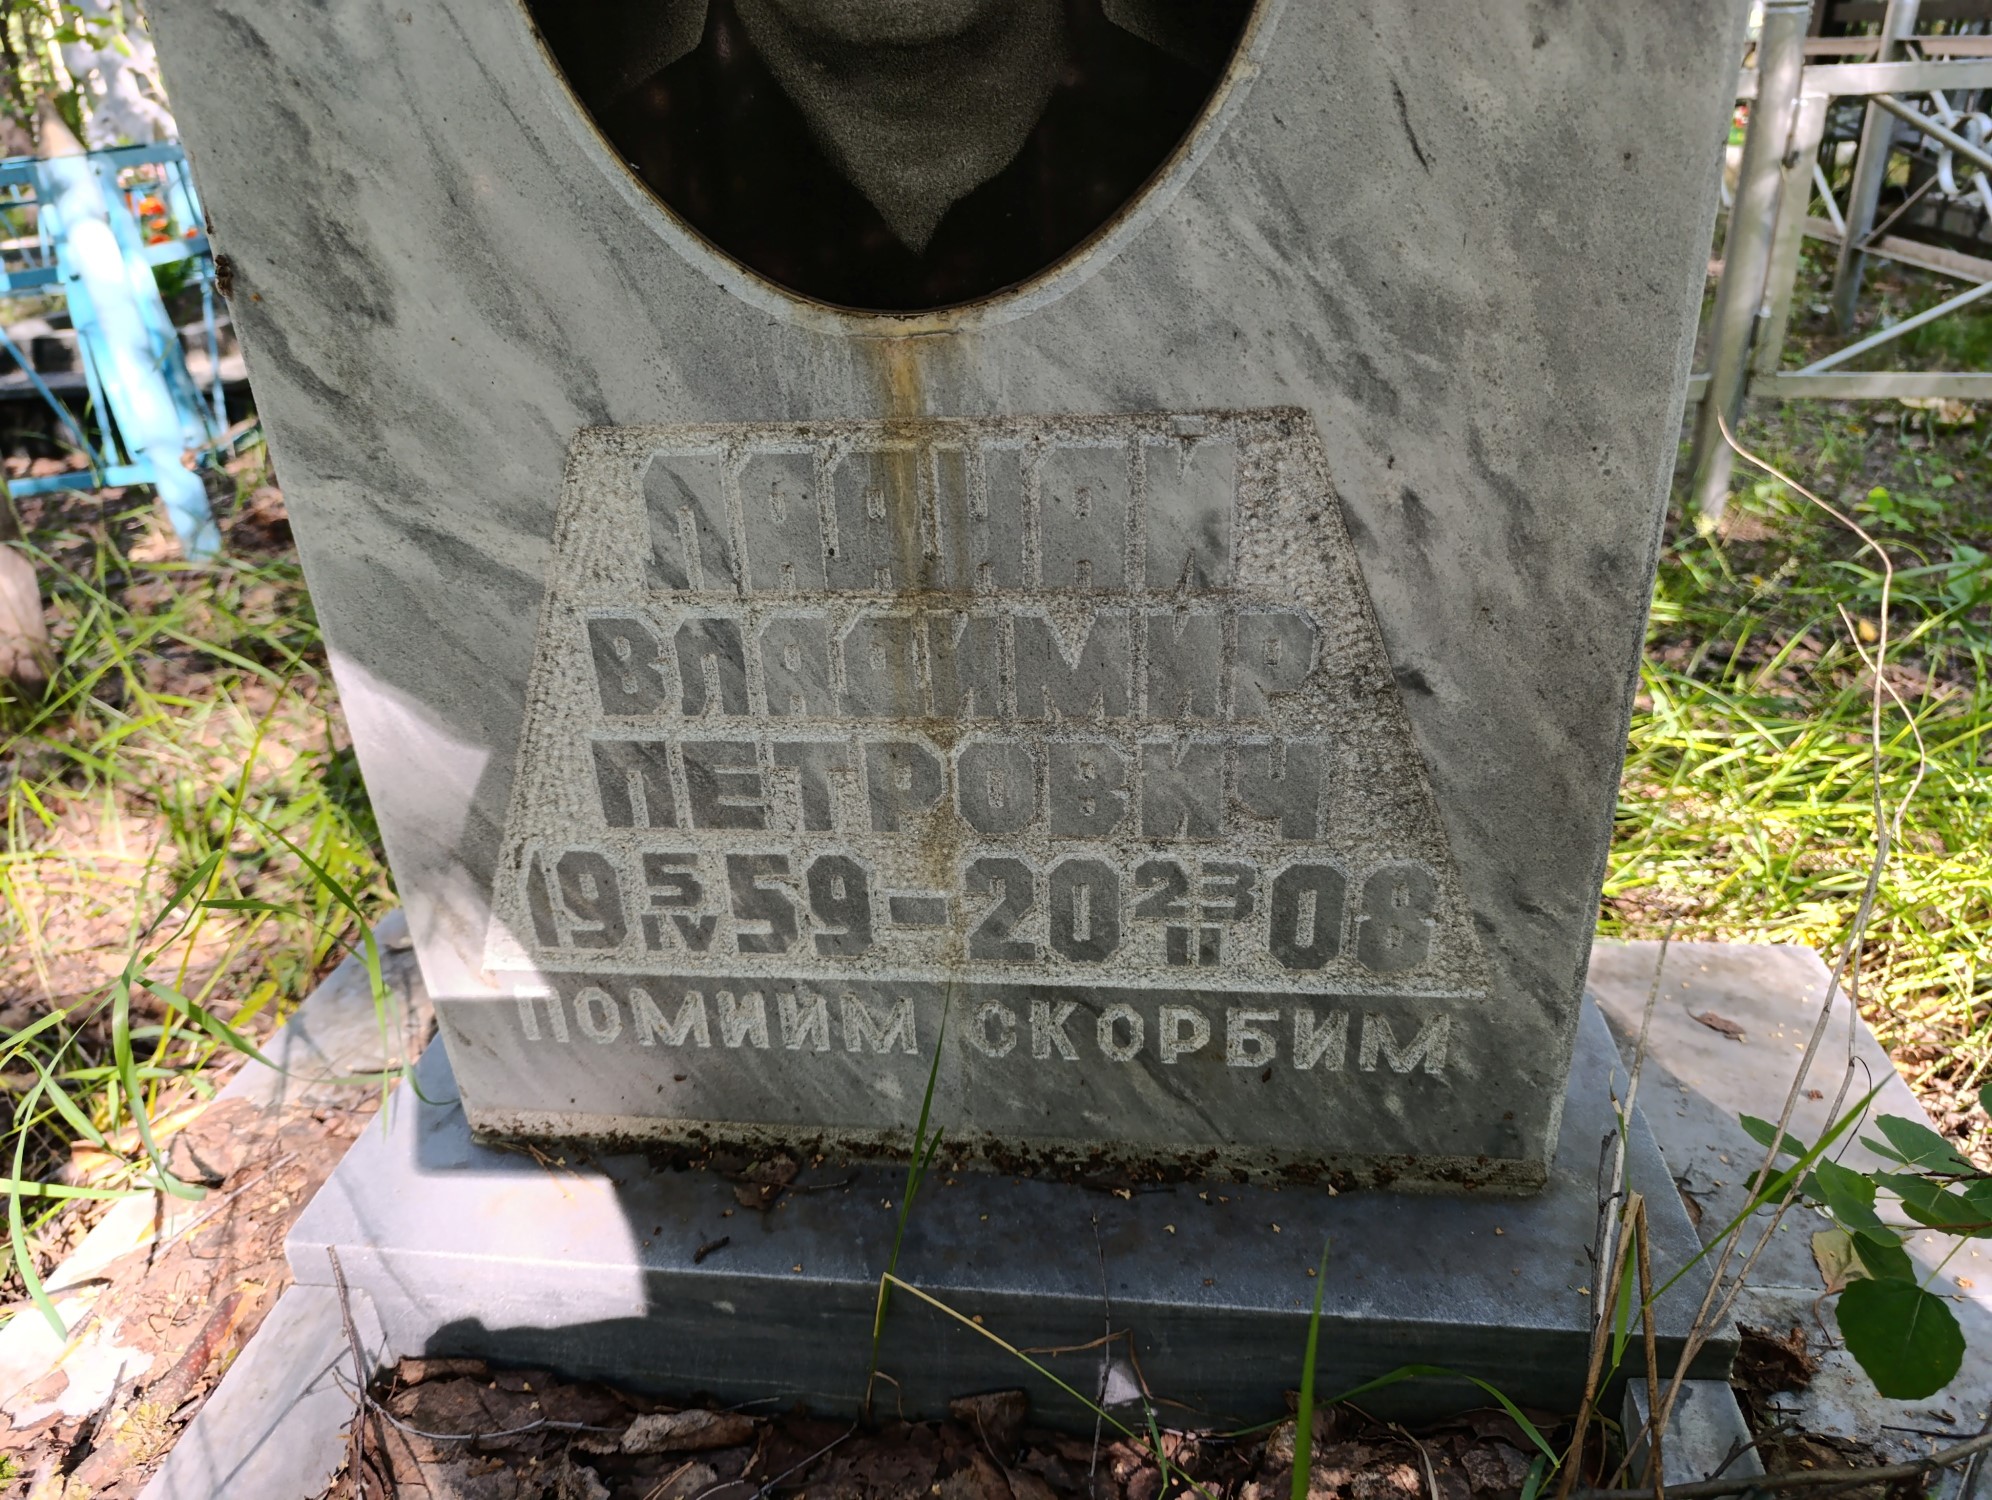 ВЛАДИМИР
ПЕТРОВИЧ
19 5/IV 59 - 20 23/II 08
ПОМНИМ СКОРБИМ